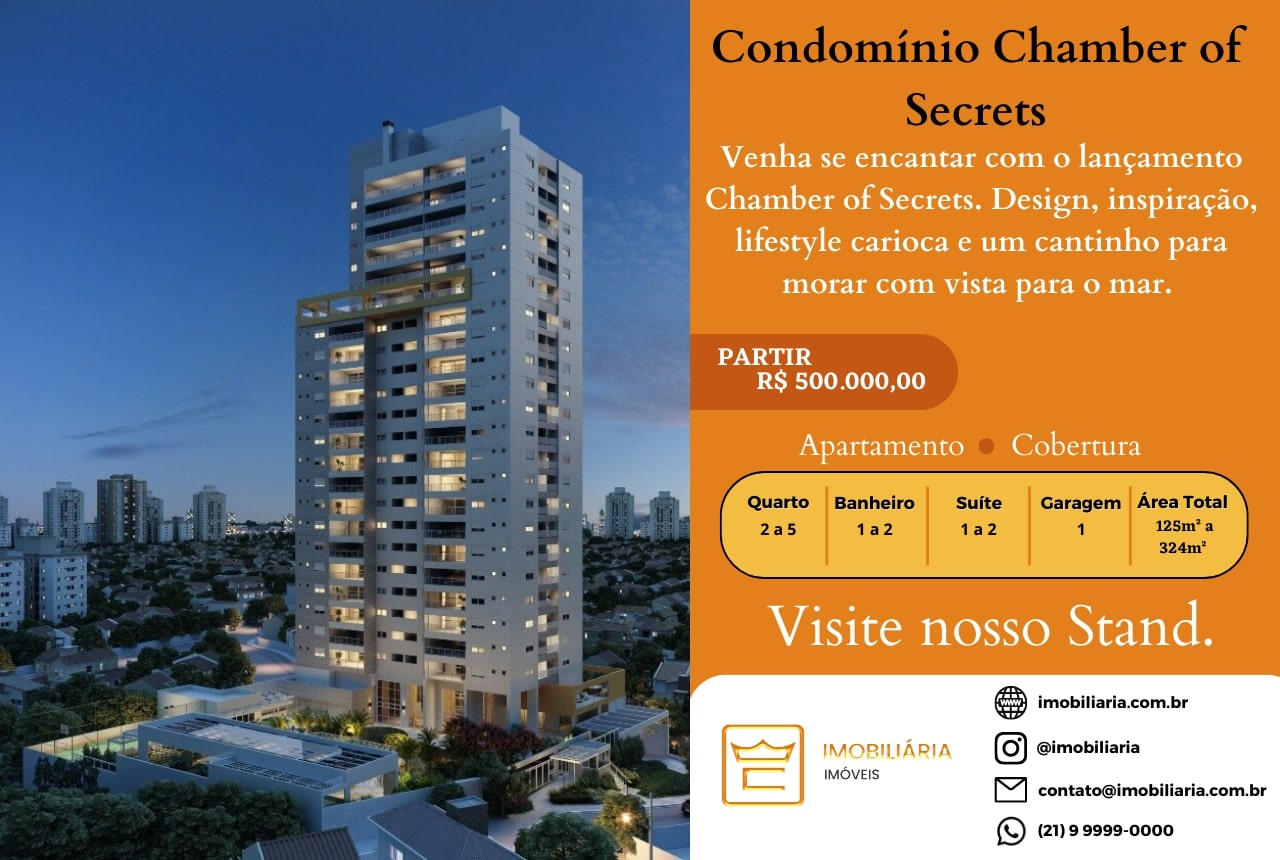 Condomínio Chamber of
Secrets
Venha se encantar com o lançamento
Chamber of Secrets. Design, inspiração,
lifestyle carioca e um cantinho para
morar com vista para o mar.
PARTIR
R$ 500.000,00
Apartamento • Cobertura
Quarto Banheiro Suíte Garagem Área Total
2 a 5 1 a 2 1 a 2 1 125m² a
324m²
Visite nosso Stand.
IMOBILIÁRIA
IMÓVEIS
WWW imobiliaria.com.br
@imobiliaria
contato@imobiliaria.com.br
(21) 9 9999-0000